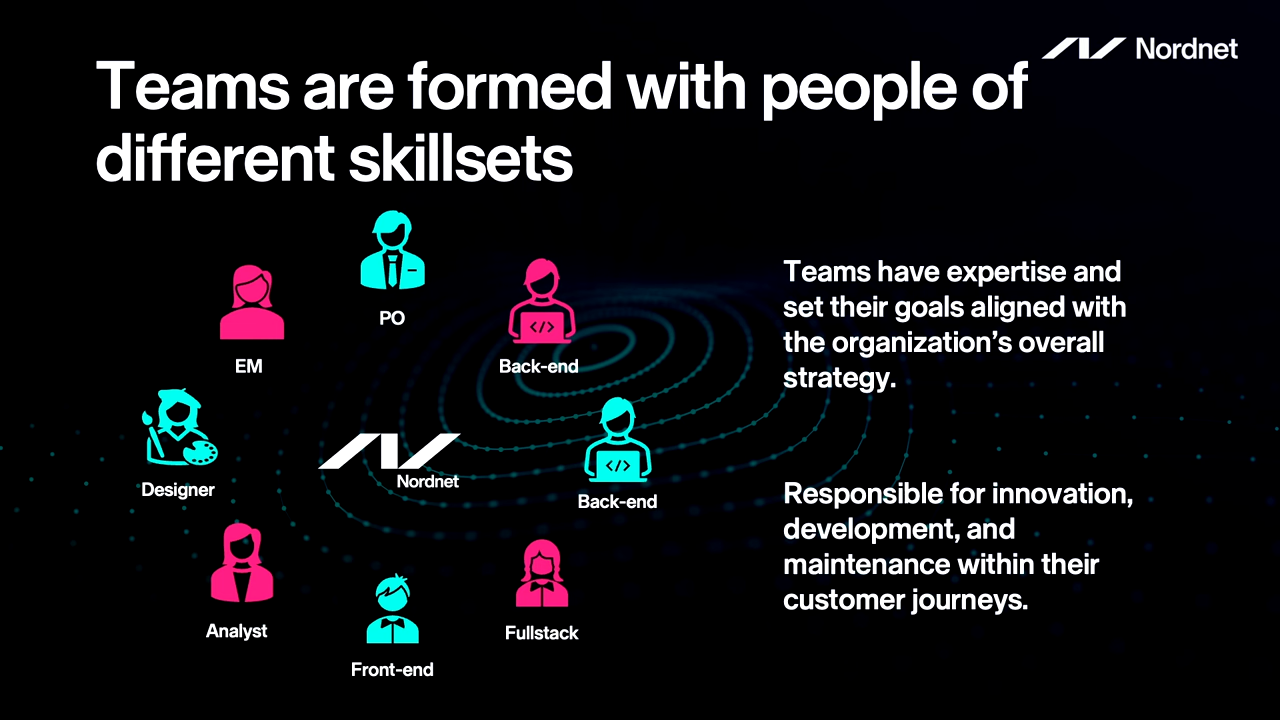 Nordnet
Teams are formed with people of
different skillsets
PO
EM
Back-end
</>
Designer
Nordnet
Back-end
</>
Analyst
Fullstack
Front-end
Teams have expertise and
set their goals aligned with
the organization’s overall
strategy.
Responsible for innovation,
development, and
maintenance within their
customer journeys.